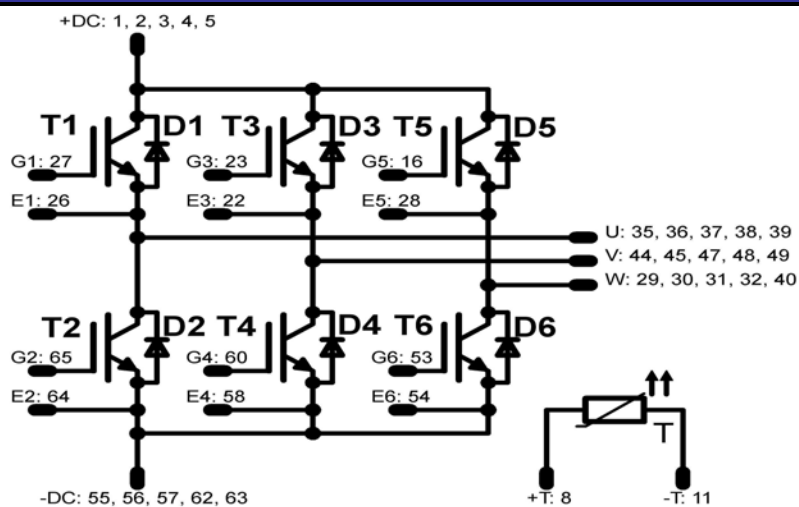 +DC: 1, 2, 3, 4, 5
T1 D1 T3 D3 T5 D5
G1: 27 G3: 23 G5: 16
E1: 26 E3: 22 E5: 28
U: 35, 36, 37, 38, 39
V: 44, 45, 47, 48, 49
W: 29, 30, 31, 32, 40
T2 D2 T4 D4 T6 D6
G2: 65 G4: 60 G6: 53
E2: 64 E4: 58 E6: 54
T
-DC: 55, 56, 57, 62, 63 +T: 8 -T: 11